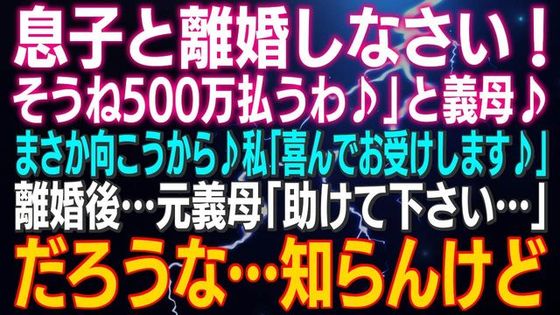 息子と離婚しなさい！
そうね500万払うわ♪」と義母♪
まさか向こうから♪私「喜んでお受けします♪」
離婚後…元義母「助けて下さい…」
だろうな…知らんけど